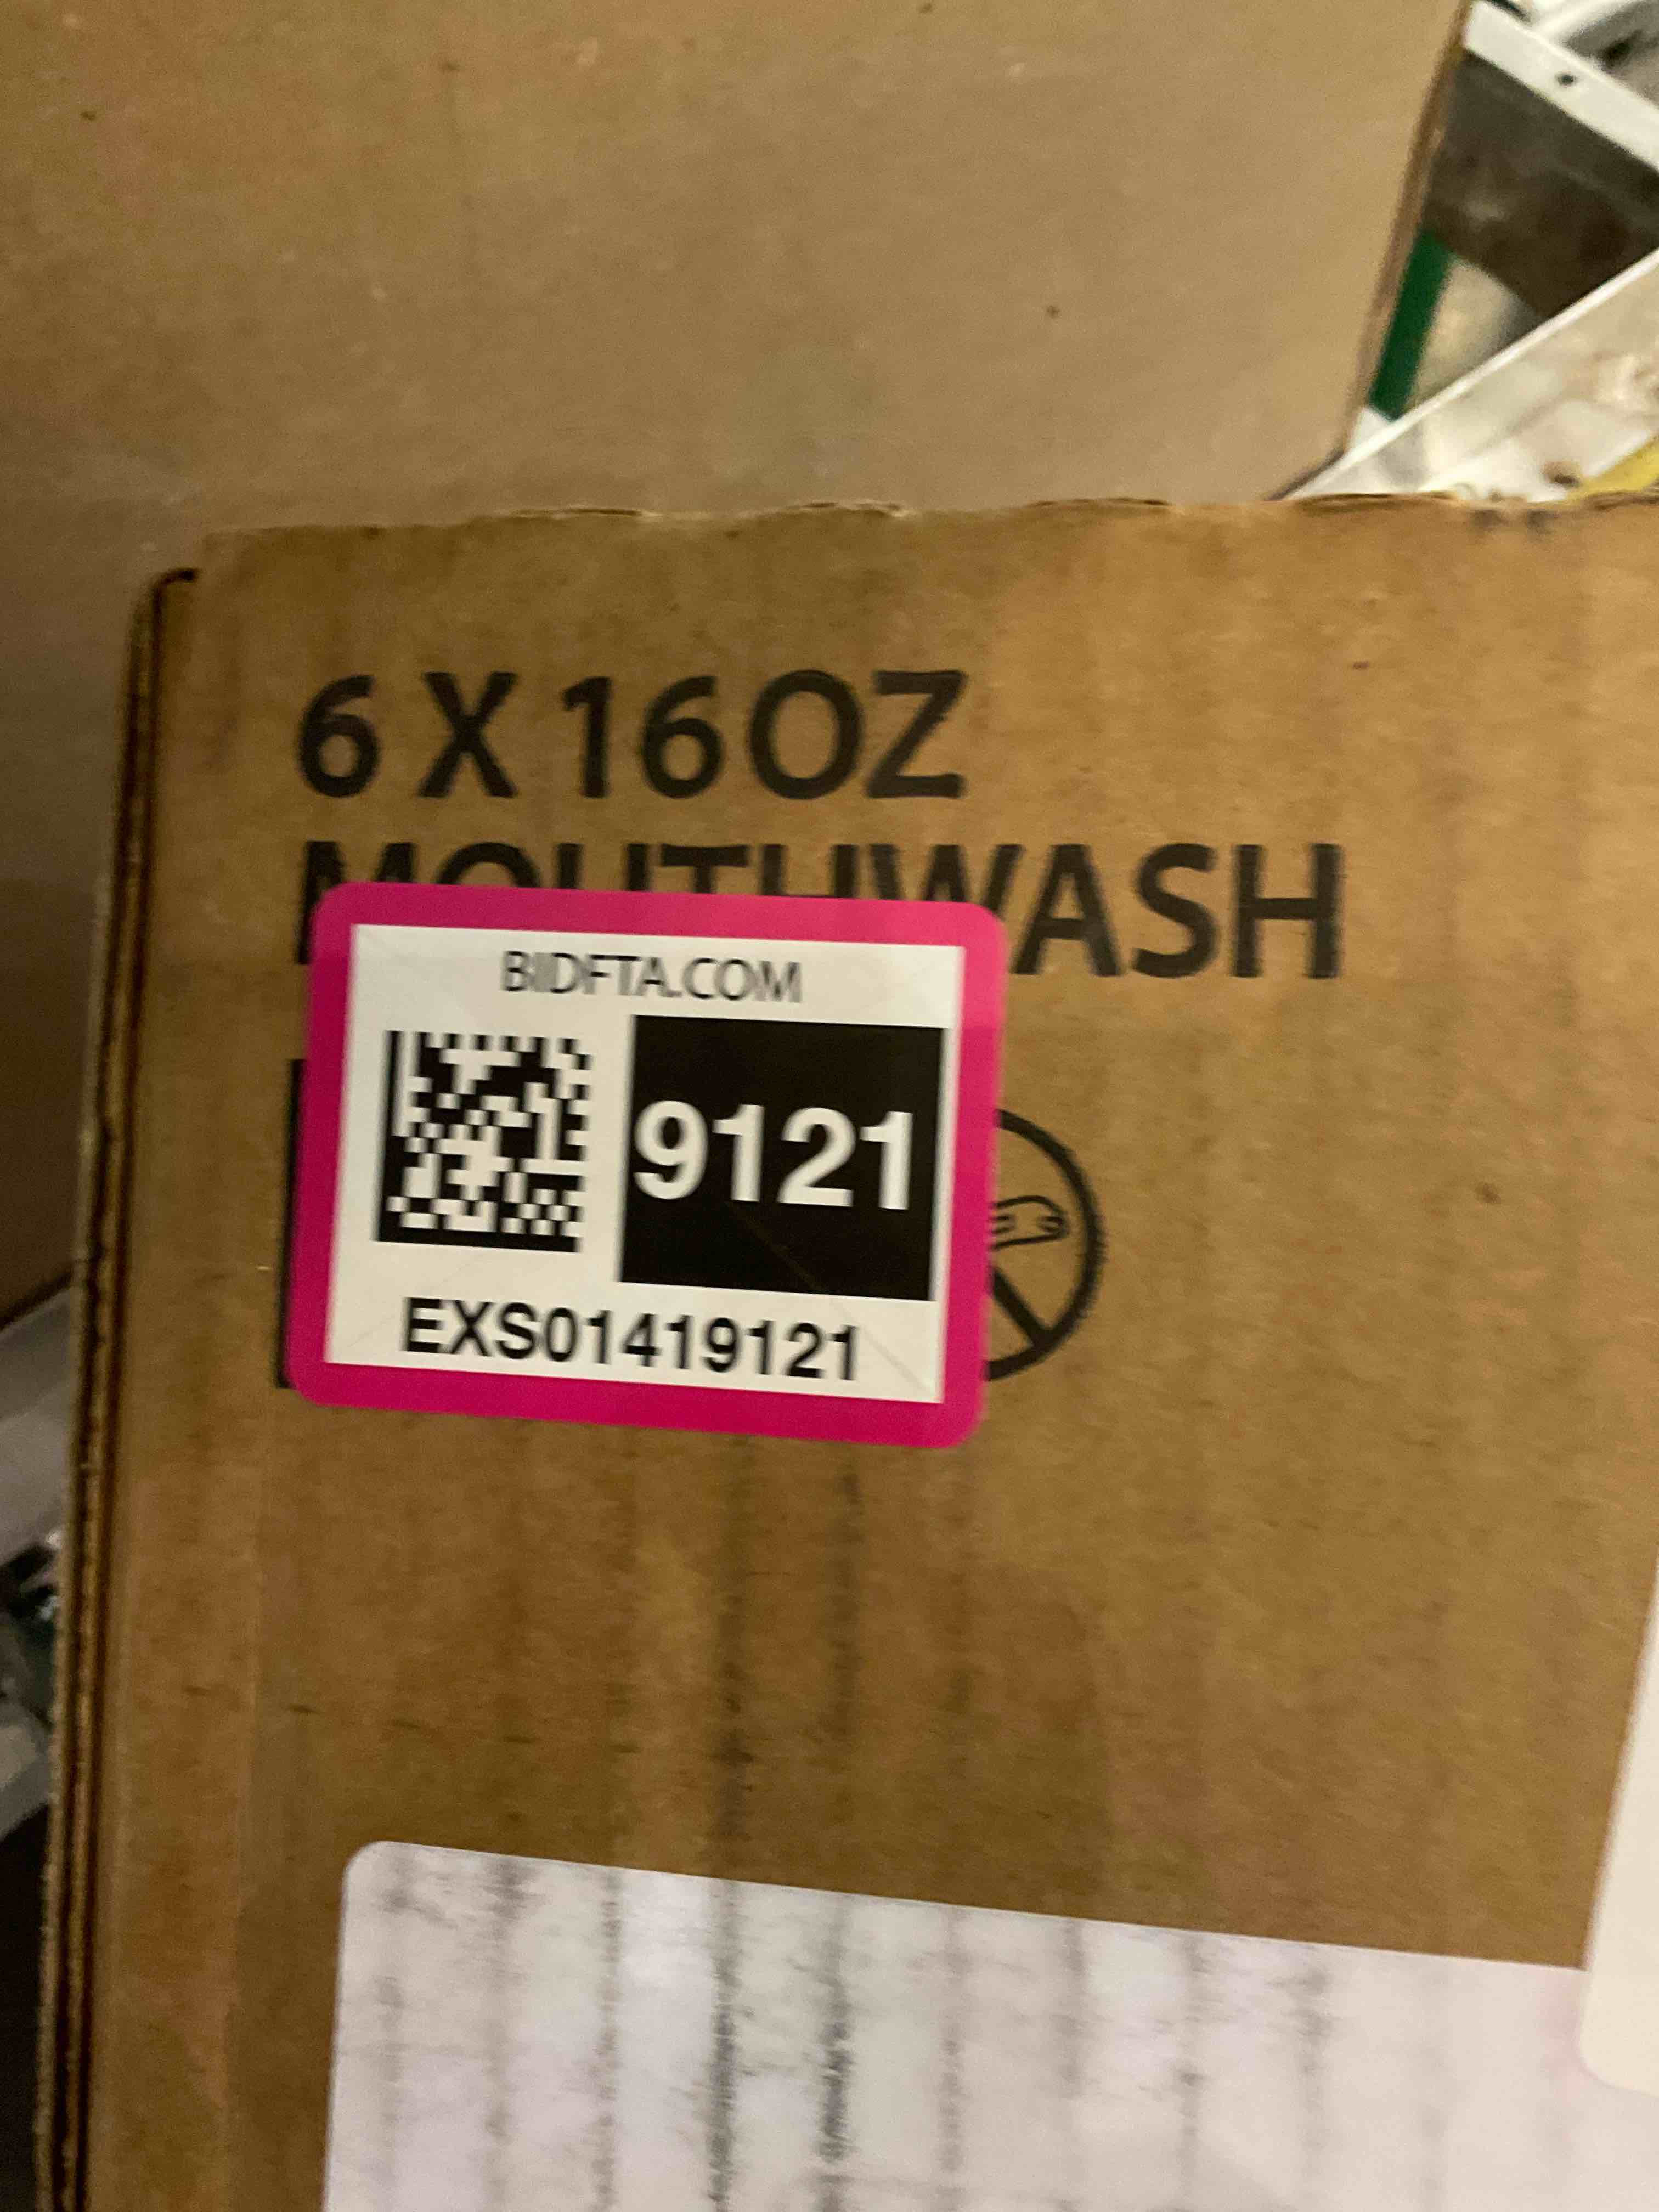 6 X 16OZ
MOUTHWASH
BIDFTA.COM
9121
EXS01419121